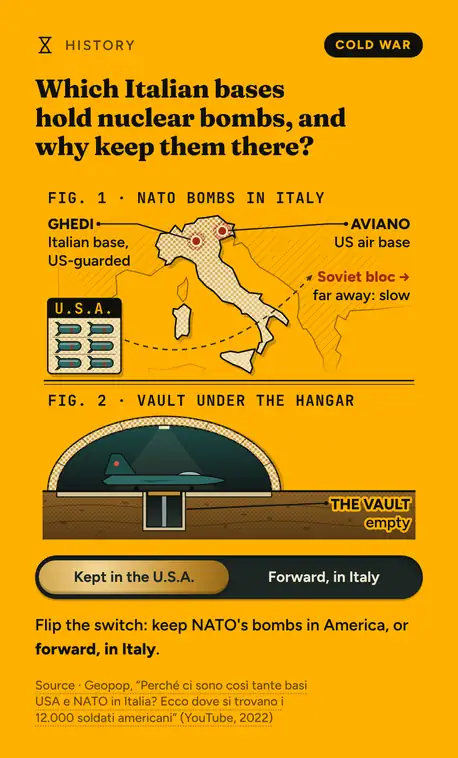 HISTORY
COLD WAR
Which Italian bases
hold nuclear bombs, and
why keep them there?
FIG. 1 · NATO BOMBS IN ITALY
GHEDI
Italian base,
US-guarded
AVIANO
US air base
Soviet bloc →
far away: slow
U.S.A.
FIG. 2 · VAULT UNDER THE HANGAR
THE VAULT
empty
Kept in the U.S.A.
Forward, in Italy
Flip the switch: keep NATO's bombs in America, or
forward, in Italy.
Source · Geopop, “Perché ci sono così tante basi
USA e NATO in Italia? Ecco dove si trovano i
12.000 soldati americani” (YouTube, 2022)